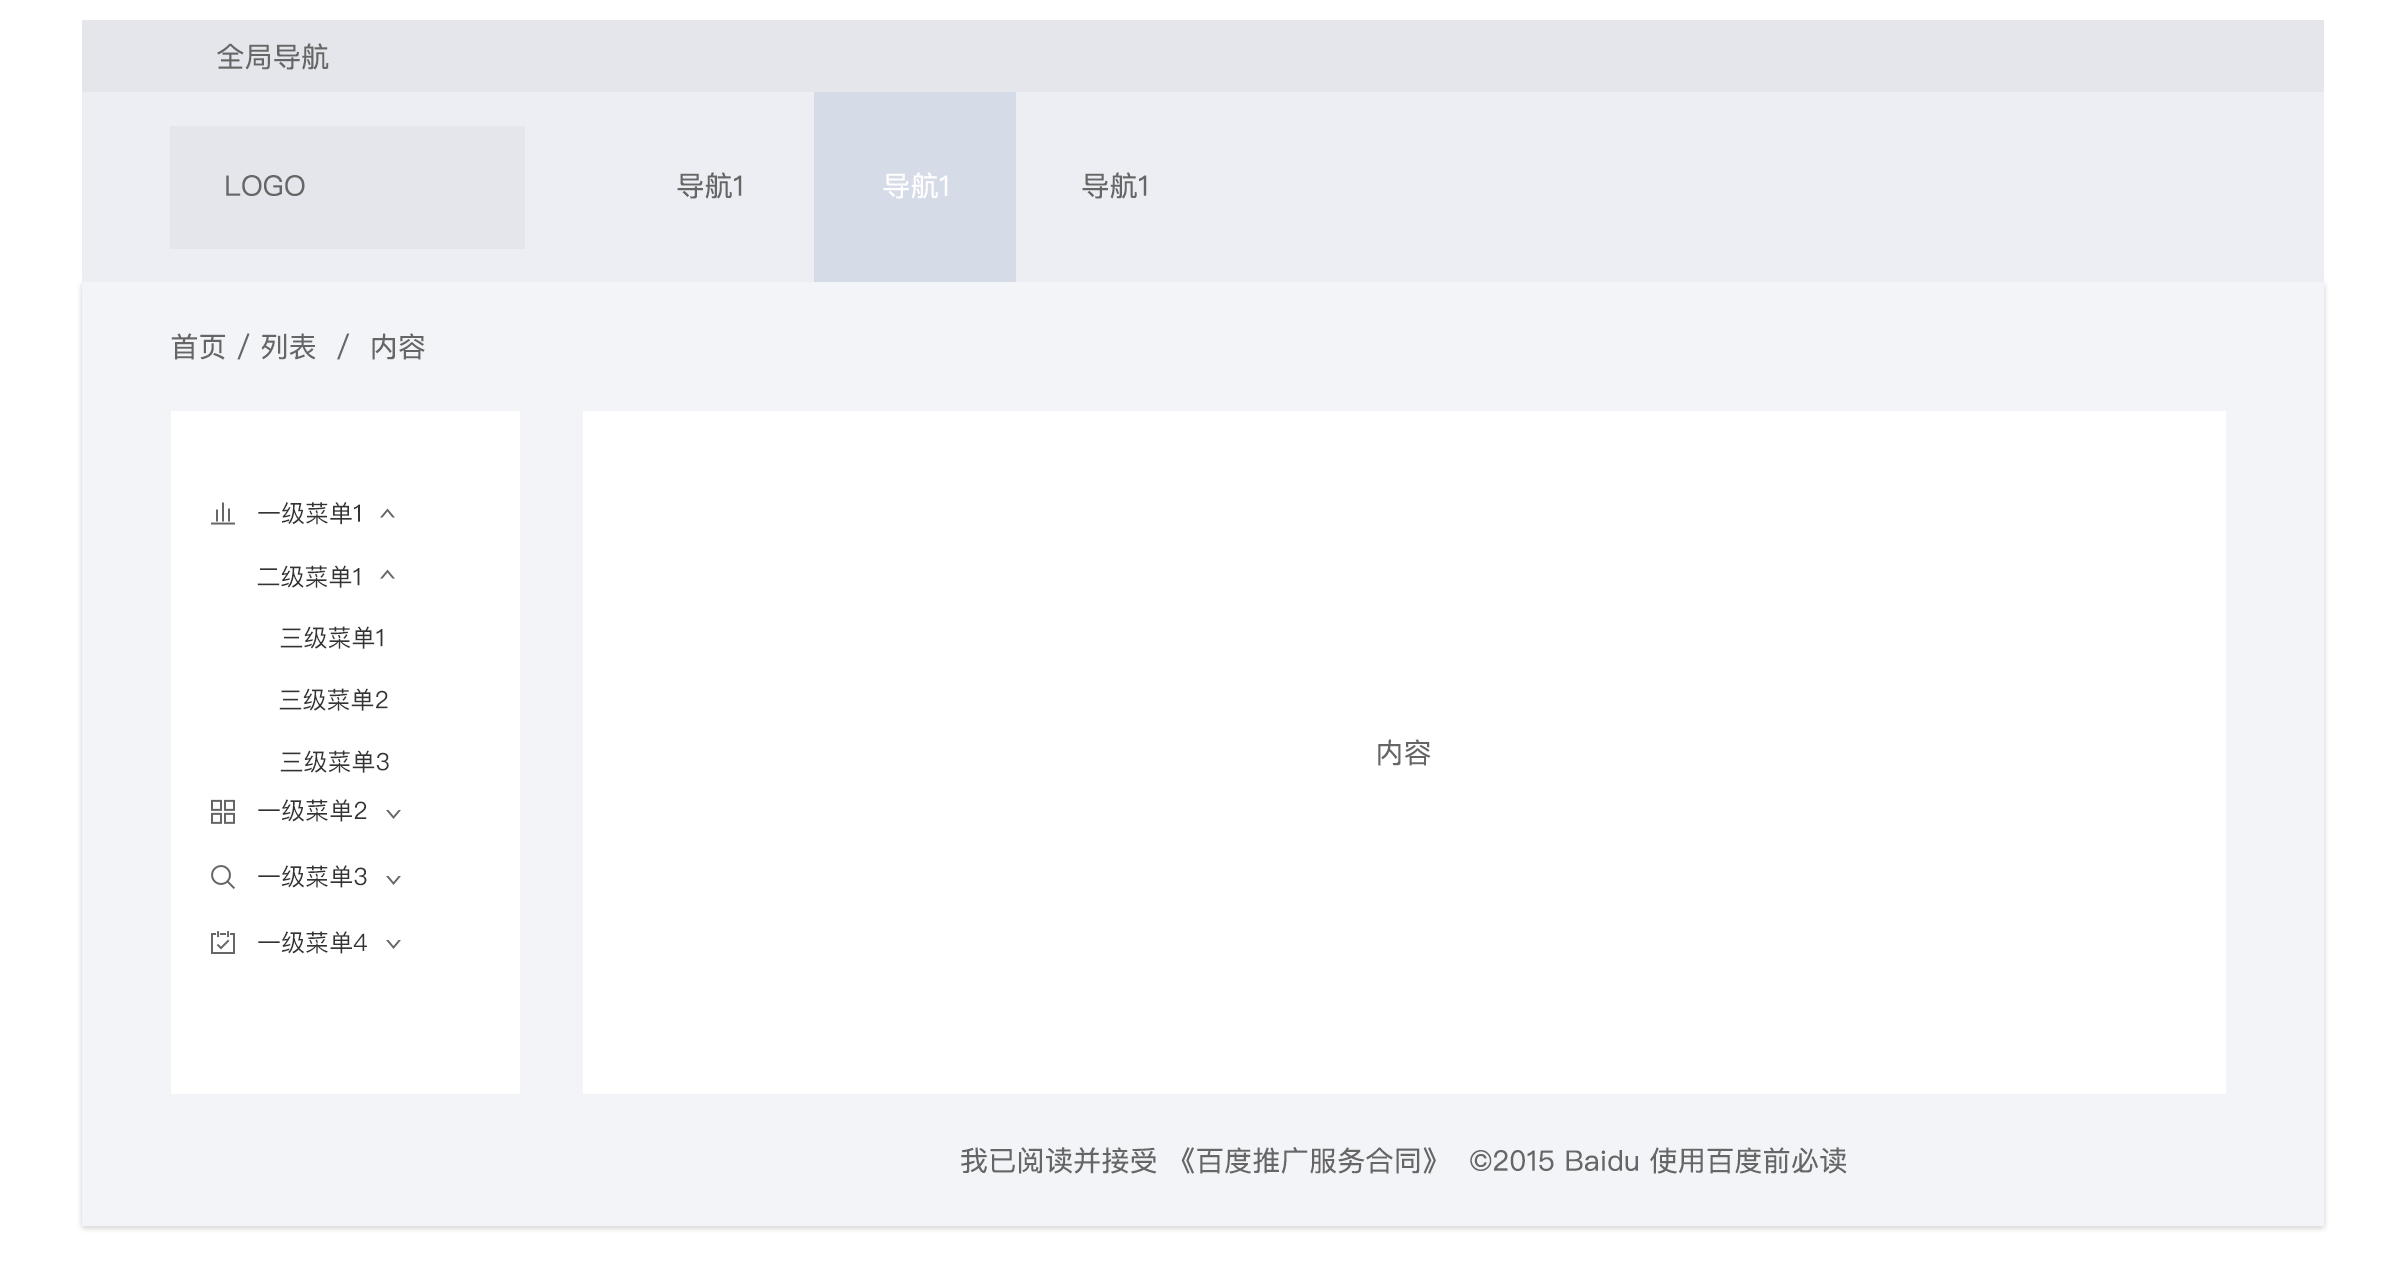 全局导航
LOGO 导航1 导航1 导航1
首页 / 列表 / 内容
一级菜单1
二级菜单1
三级菜单1
三级菜单2
三级菜单3
一级菜单2
一级菜单3
一级菜单4
内容
我已阅读并接受 《百度推广服务合同》 ©2015 Baidu 使用百度前必读